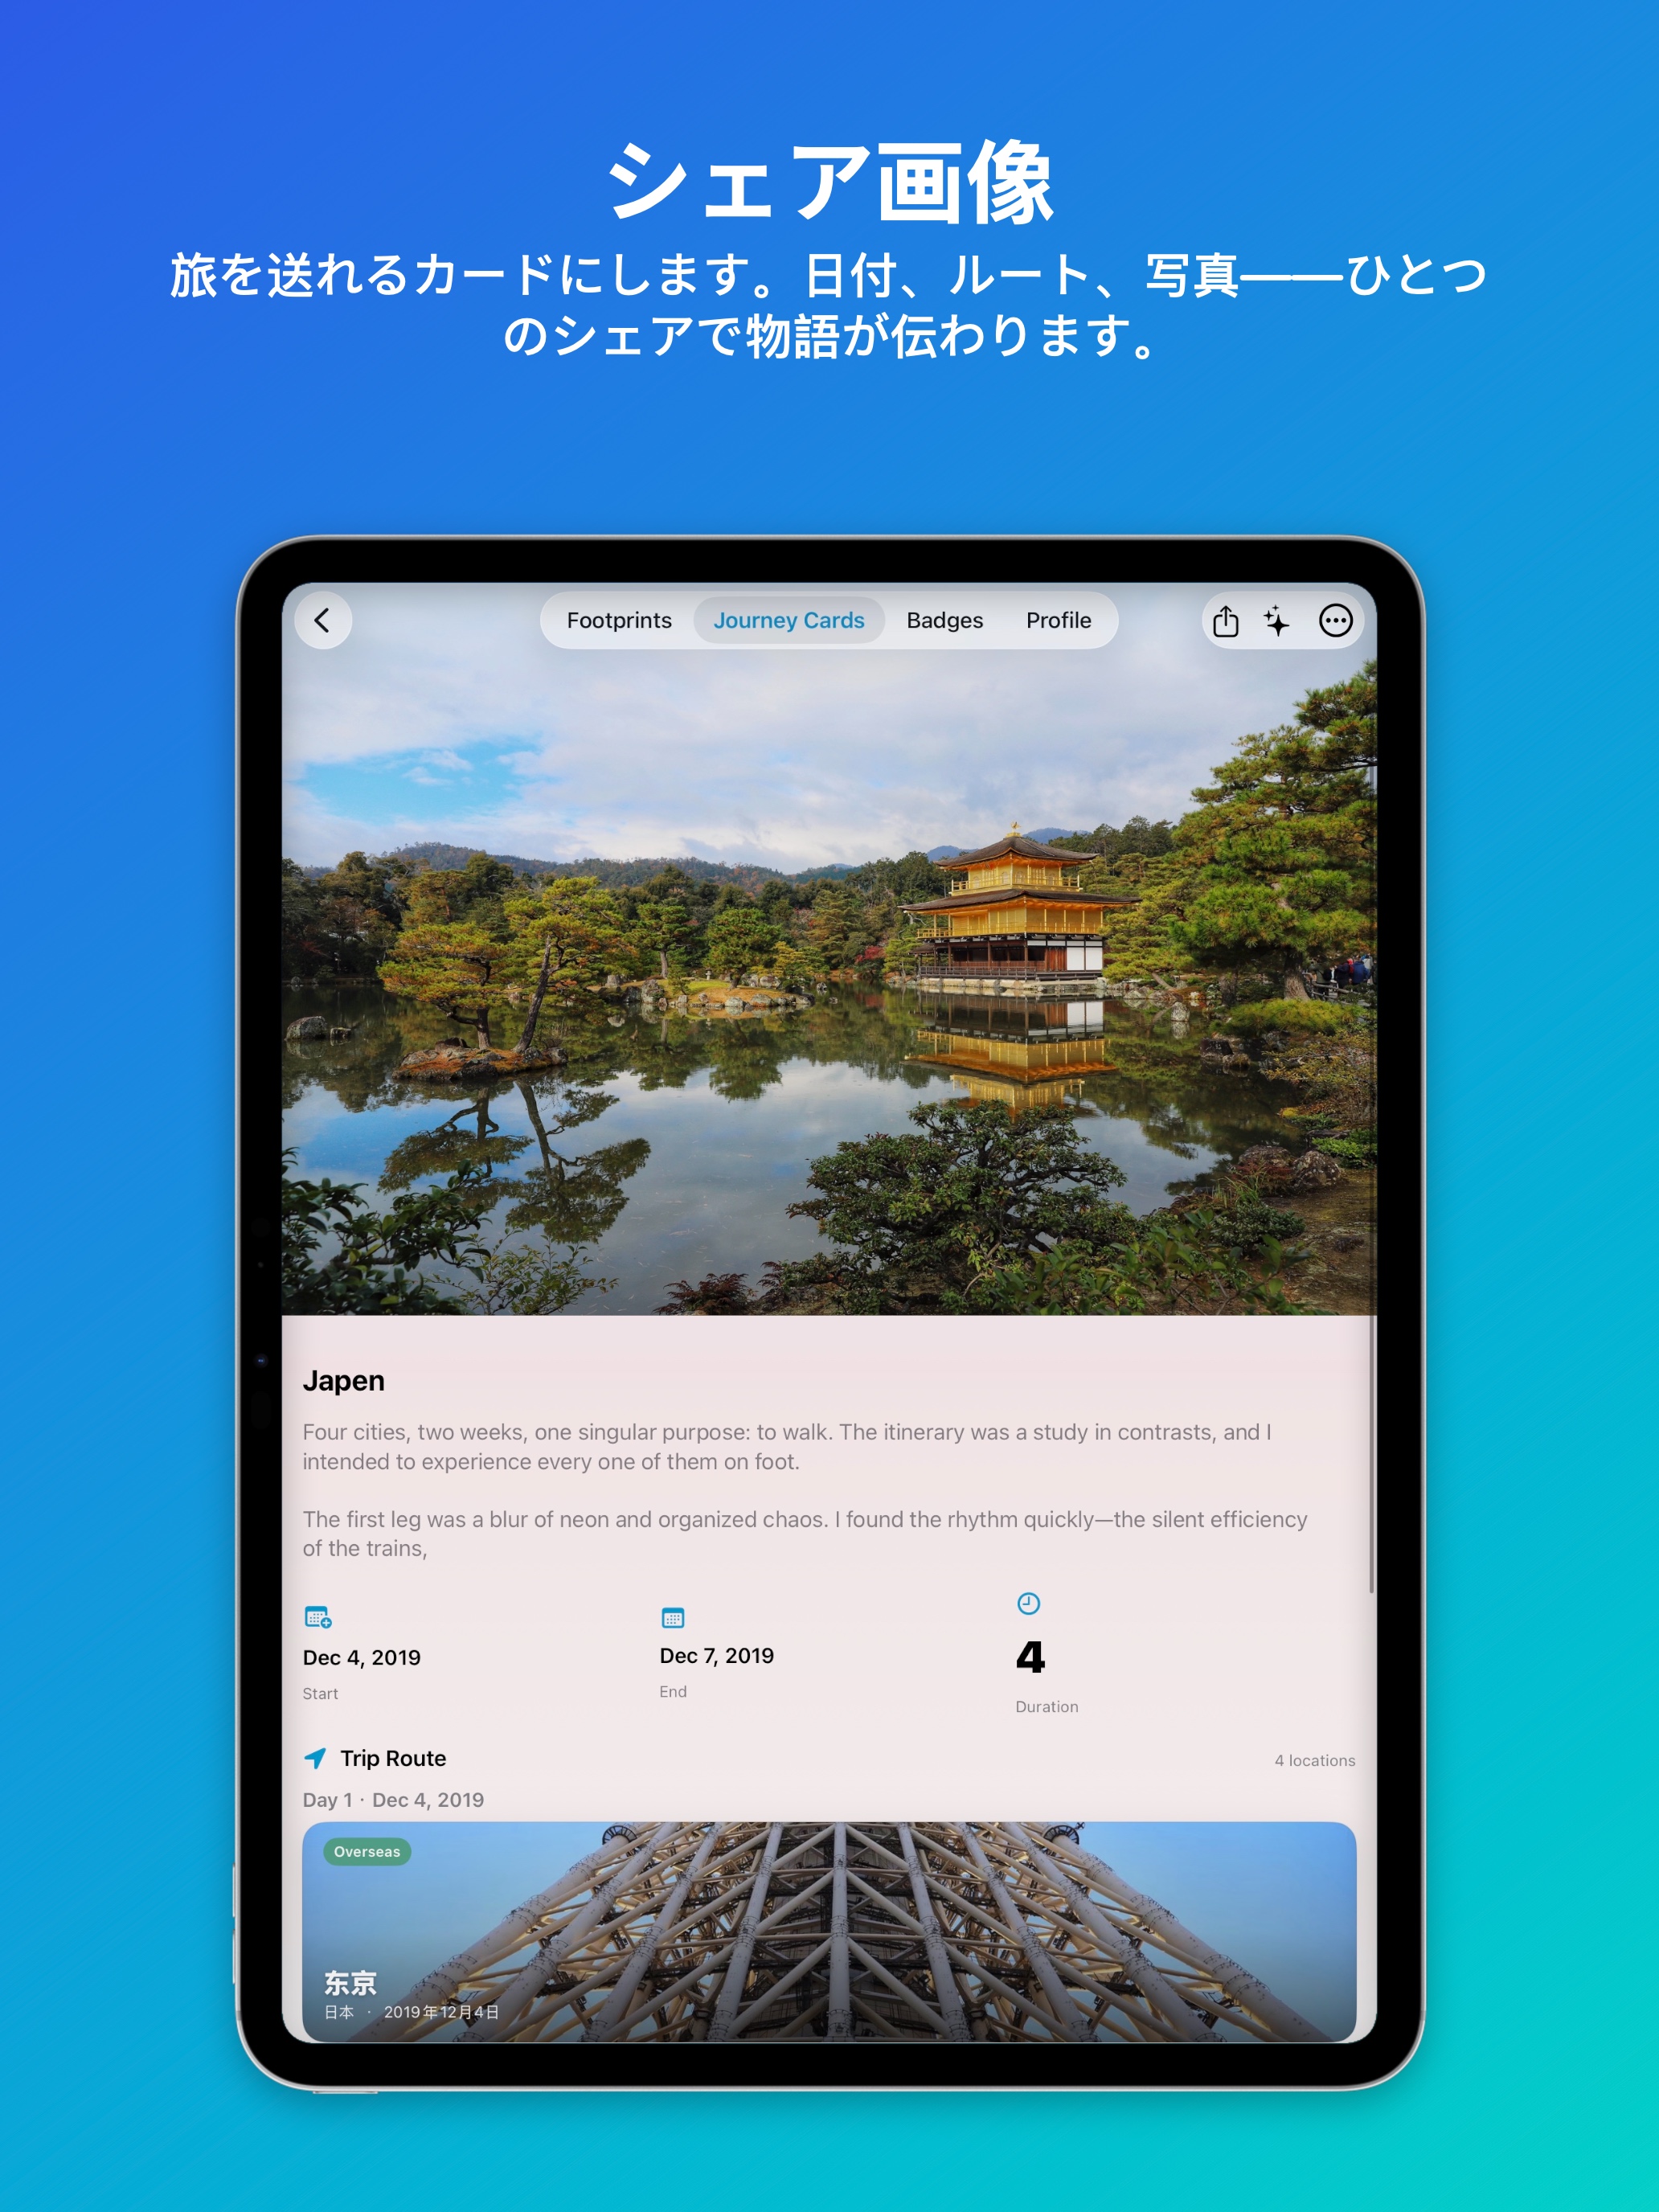 シェア画像
旅を送れるカードにします。日付、ルート、写真——ひとつ
のシェアで物語が伝わります。
Footprints
Journey Cards
Badges
Profile
Japen
Four cities, two weeks, one singular purpose: to walk. The itinerary was a study in contrasts, and I
intended to experience every one of them on foot.
The first leg was a blur of neon and organized chaos. I found the rhythm quickly—the silent efficiency
of the trains,
Dec 4, 2019
Start
Dec 7, 2019
End
4
Duration
Trip Route
4 locations
Day 1 · Dec 4, 2019
Overseas
东京
日本 · 2019年12月4日